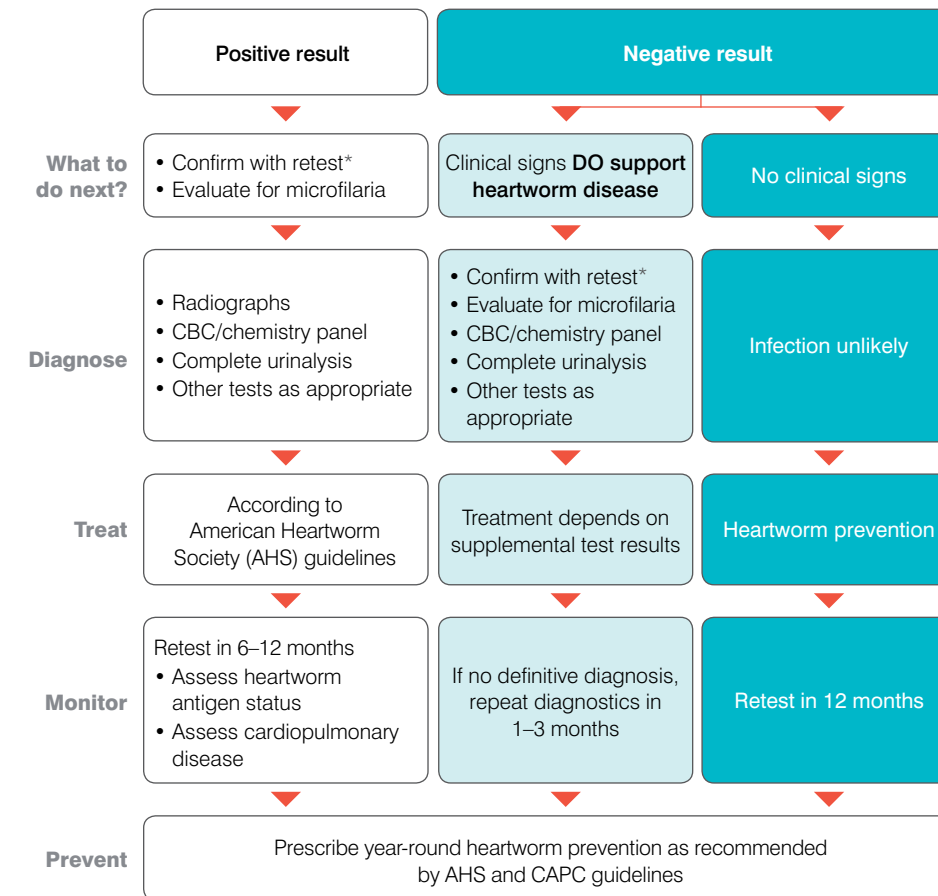 Positive result
Negative result
What to
do next?
• Confirm with retest*
• Evaluate for microfilaria
Clinical signs DO support
heartworm disease
No clinical signs
Diagnose
• Radiographs
• CBC/chemistry panel
• Complete urinalysis
• Other tests as appropriate
• Confirm with retest*
• Evaluate for microfilaria
• CBC/chemistry panel
• Complete urinalysis
• Other tests as
appropriate
Infection unlikely
Treat
According to
American Heartworm
Society (AHS) guidelines
Treatment depends on
supplemental test results
Heartworm prevention
Monitor
Retest in 6–12 months
• Assess heartworm
antigen status
• Assess cardiopulmonary
disease
If no definitive diagnosis,
repeat diagnostics in
1–3 months
Retest in 12 months
Prevent
Prescribe year-round heartworm prevention as recommended
by AHS and CAPC guidelines